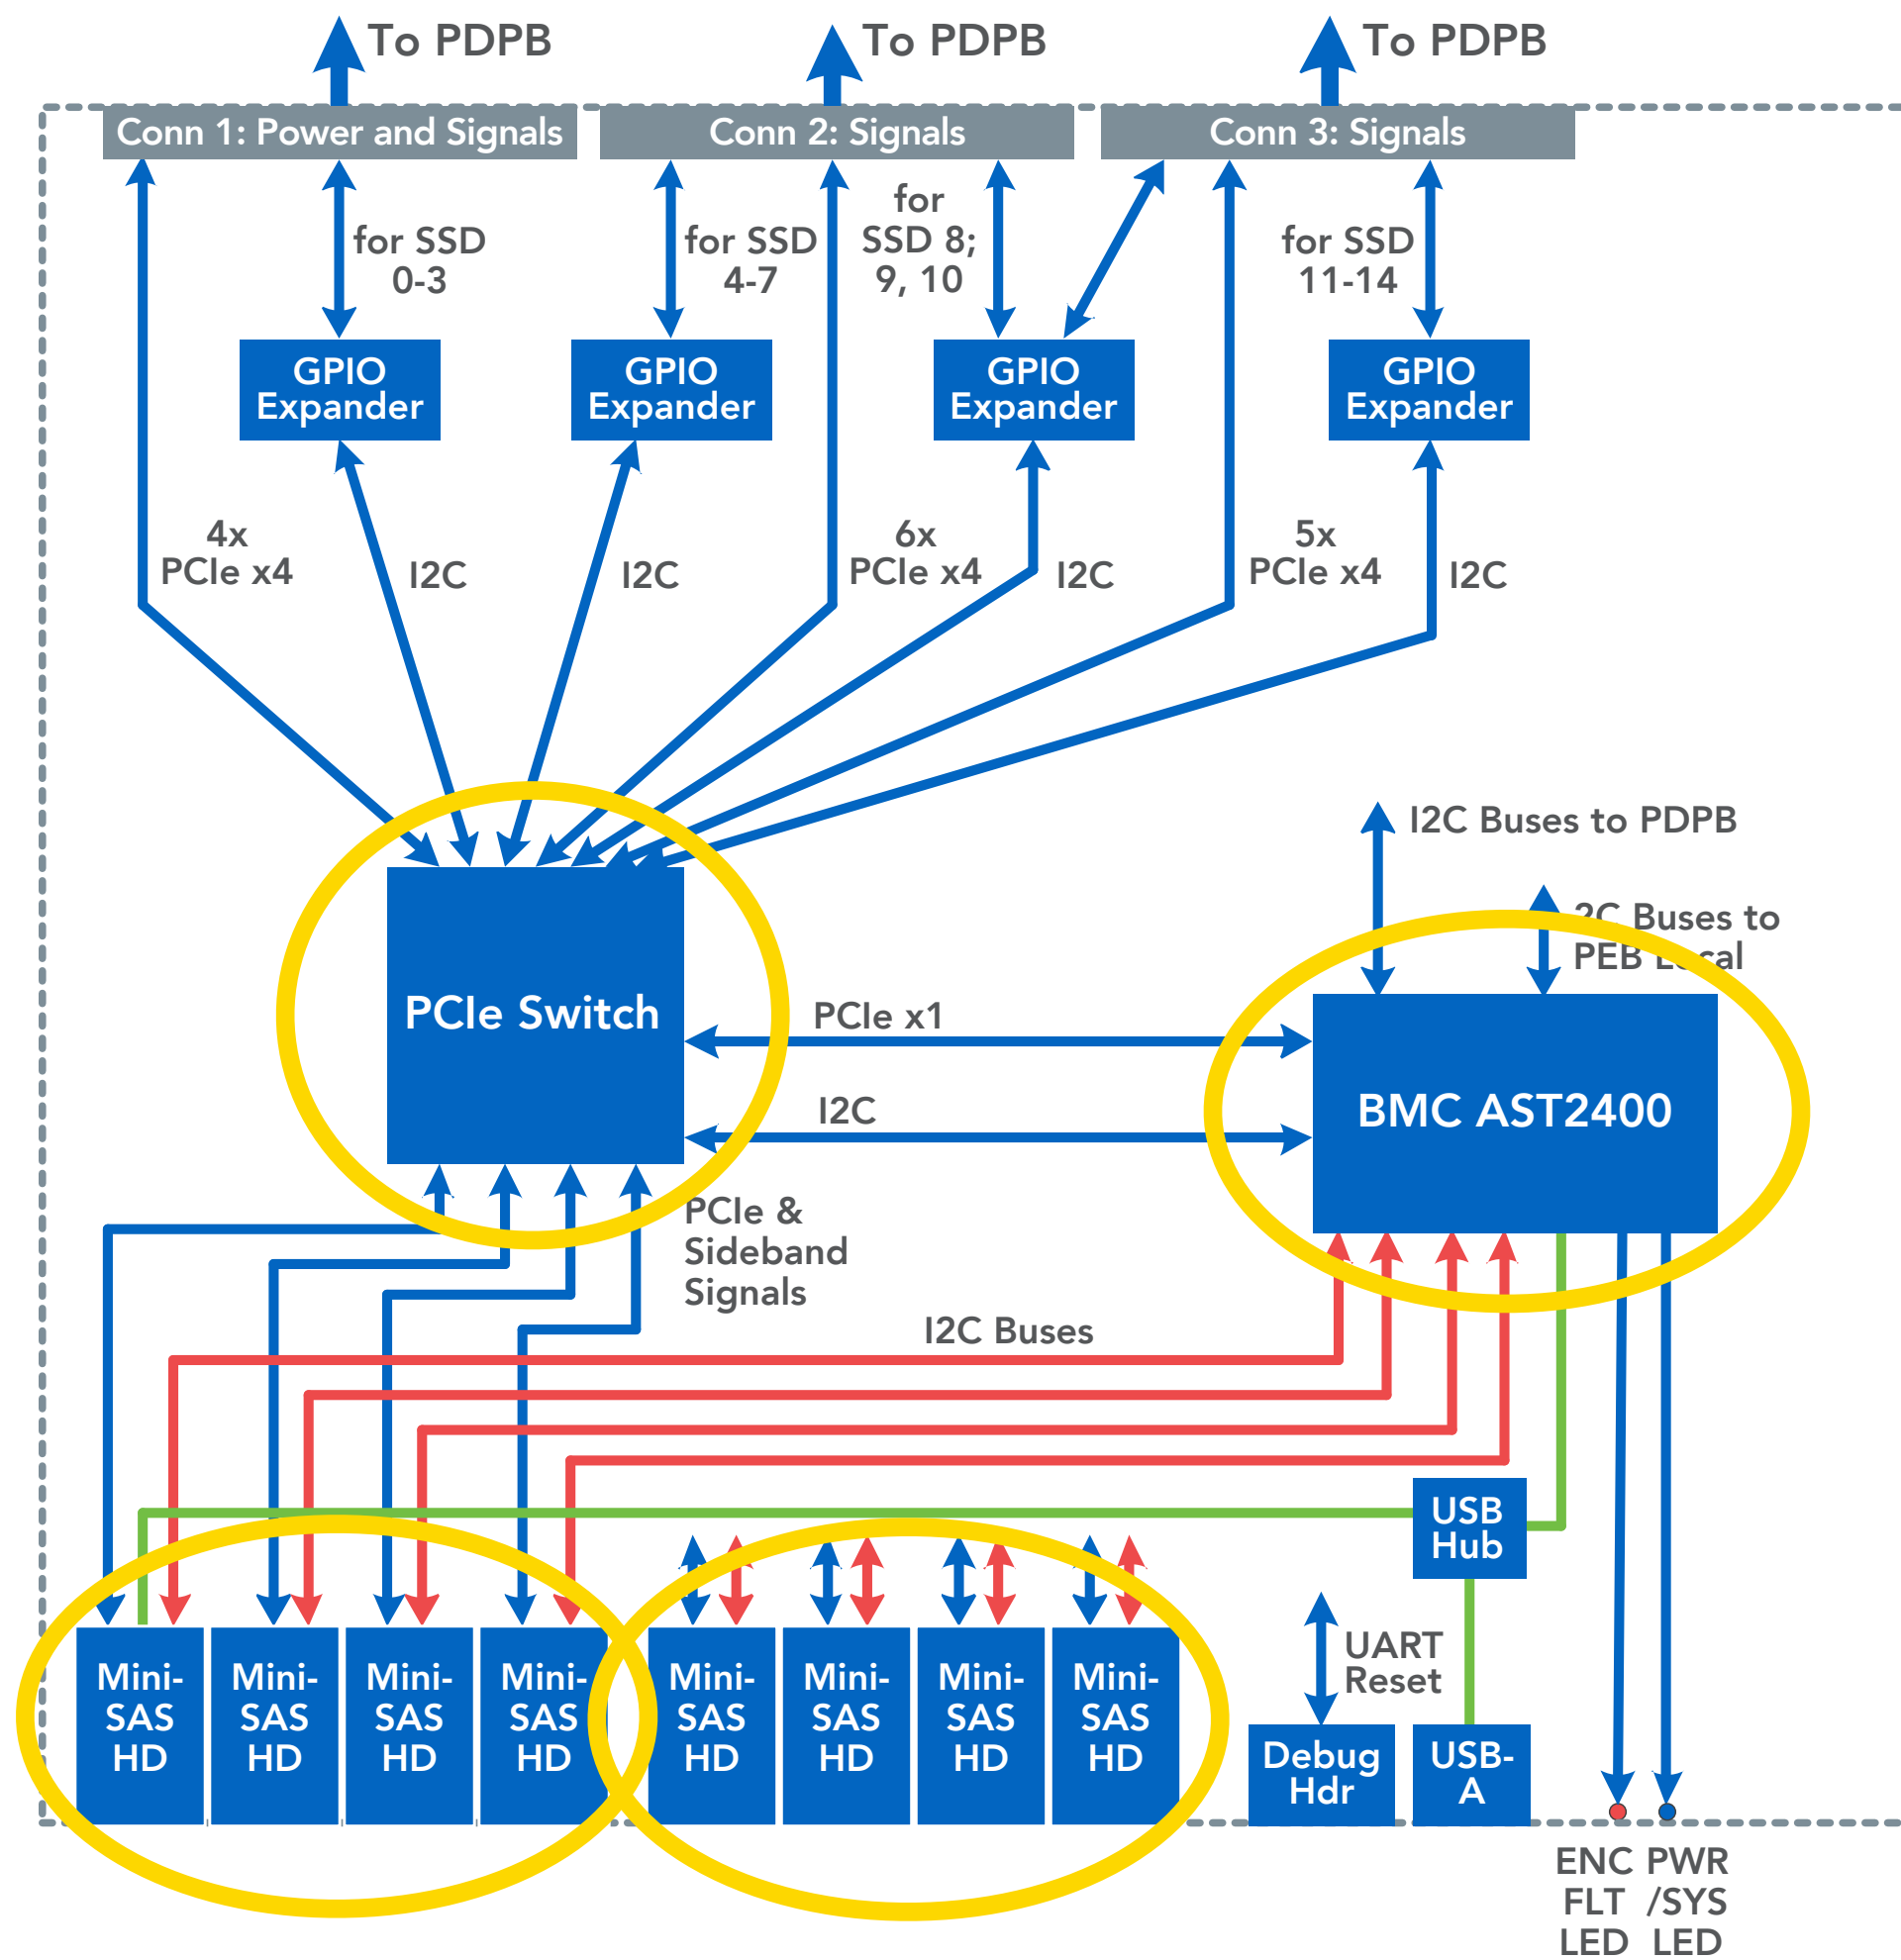 To PDPB
To PDPB
To PDPB
Conn 1: Power and Signals
Conn 2: Signals
Conn 3: Signals
for SSD
0-3
for SSD
4-7
for
SSD 8;
9, 10
for SSD
11-14
GPIO
Expander
GPIO
Expander
GPIO
Expander
GPIO
Expander
4x
PCIe x4
I2C
I2C
6x
PCIe x4
I2C
5x
PCIe x4
I2C
I2C Buses to PDPB
2C Buses to
PEB Local
PCIe Switch
PCIe x1
I2C
BMC AST2400
PCIe &
Sideband
Signals
I2C Buses
USB
Hub
Mini-
SAS
HD
Mini-
SAS
HD
Mini-
SAS
HD
Mini-
SAS
HD
Mini-
SAS
HD
Mini-
SAS
HD
Mini-
SAS
HD
Mini-
SAS
HD
UART
Reset
Debug
Hdr
USB-
A
ENC
FLT
LED
PWR
/SYS
LED